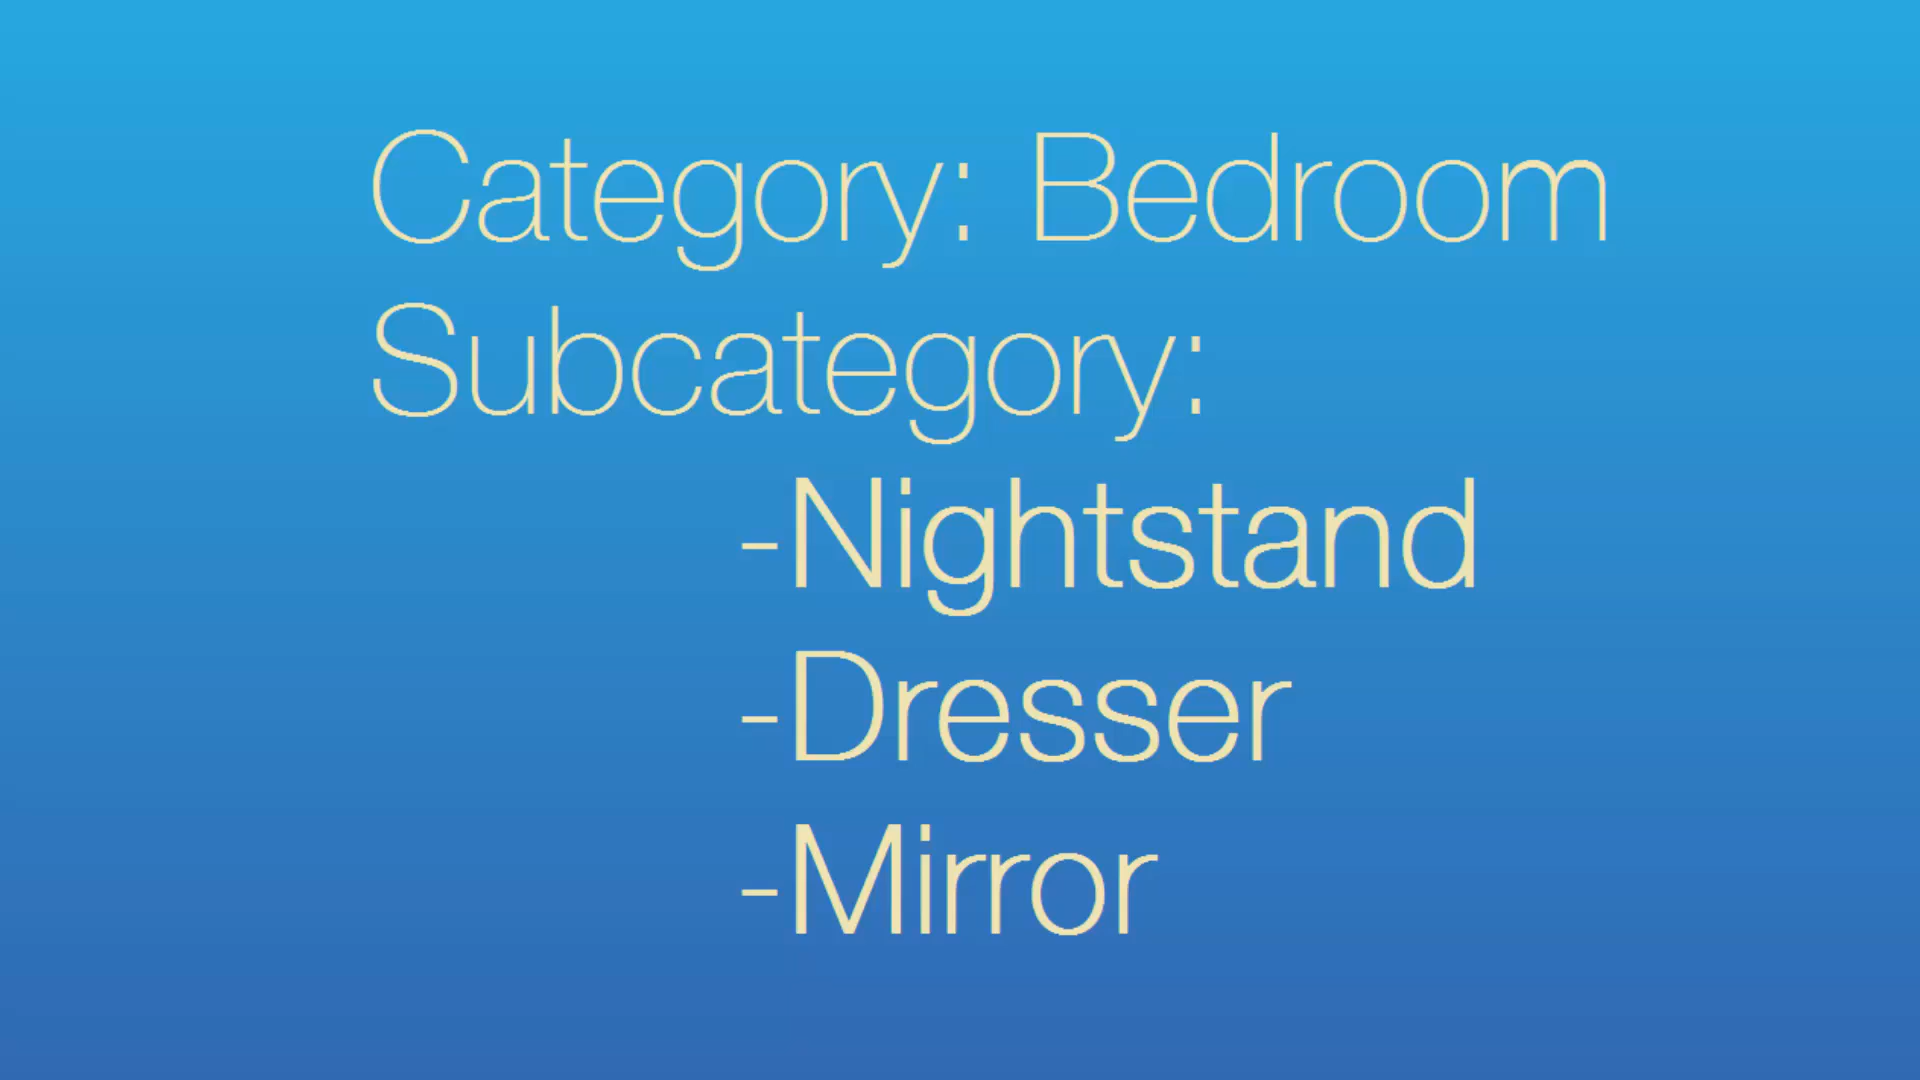 Category: Bedroom
Subcategory:
-Nightstand
-Dresser
-Mirror